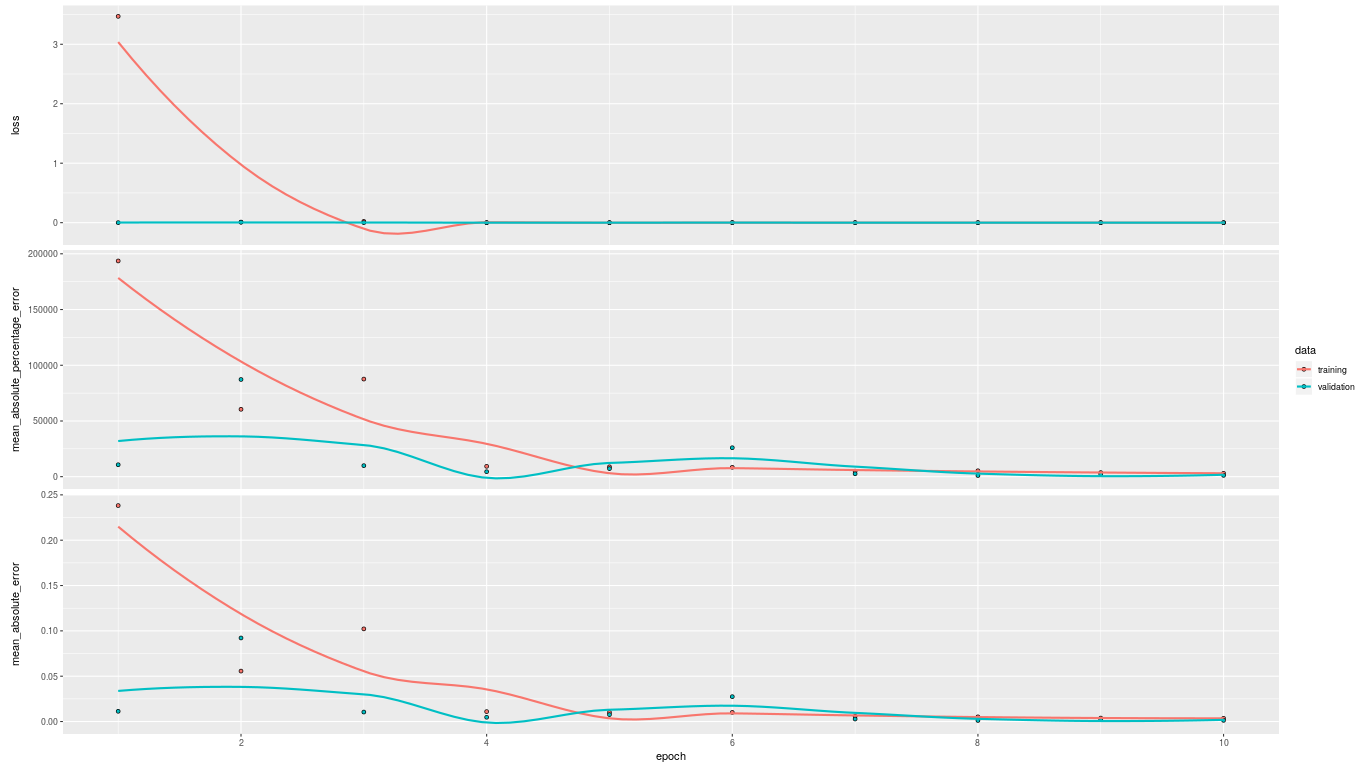 loss
3
2
1
0
mean_absolute_percentage_error
200000
150000
100000
50000
0
mean_absolute_error
0.25
0.20
0.15
0.10
0.05
0.00
2
4
6
8
10
epoch
data
training
validation